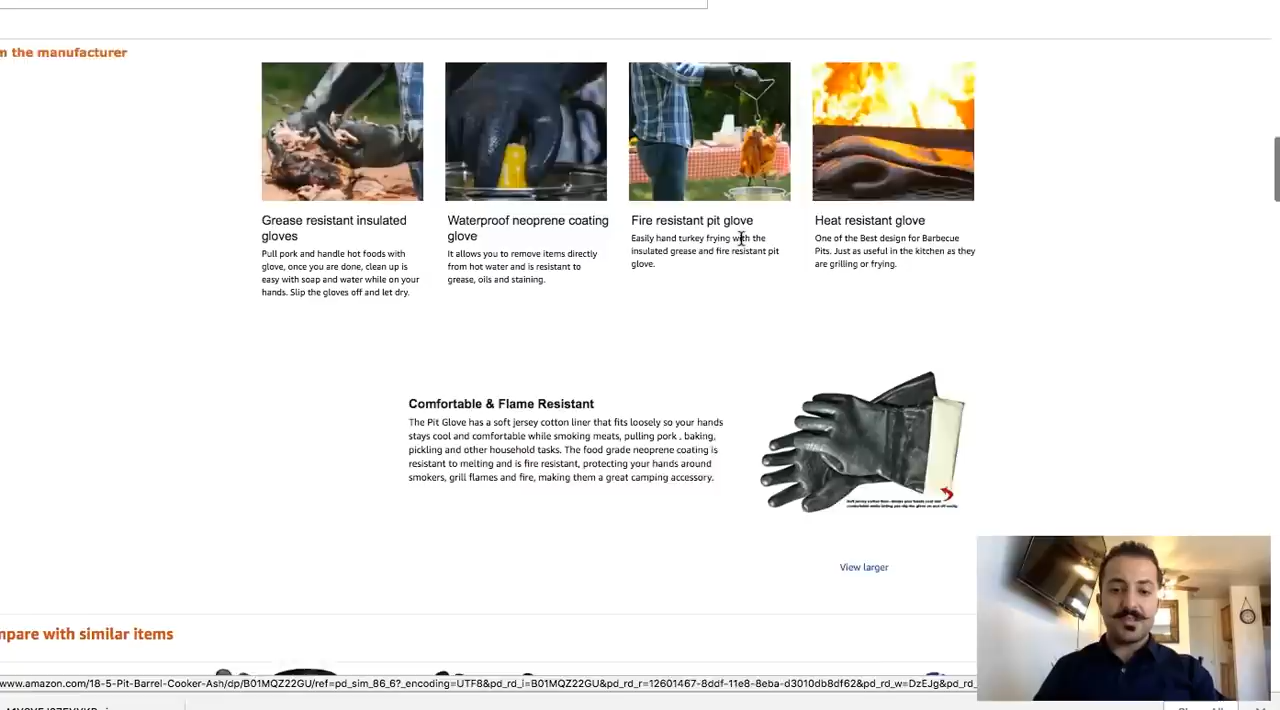 m the manufacturer
Grease resistant insulated
gloves
Pull pork and handle hot foods with
glove, once you are done, clean up is
easy with soap and water while on your
hands. Slip the gloves off and let dry.
Waterproof neoprene coating
glove
It allows you to remove items directly
from hot water and is resistant to
grease, oils and staining.
Fire resistant pit glove
Easily hand turkey frying with the
insulated grease and fire resistant pit
glove.
Heat resistant glove
One of the Best design for Barbecue
Pits. Just as useful in the kitchen as they
are grilling or frying.
Comfortable & Flame Resistant
The Pit Glove has a soft jersey cotton liner that fits loosely so your hands
stays cool and comfortable while smoking meats, pulling pork , baking,
pickling and other household tasks. The food grade neoprene coating is
resistant to melting and is fire resistant, protecting your hands around
smokers, grill flames and fire, making them a great camping accessory.
View larger
mpare with similar items
www.amazon.com/18-5-Pit-Barrel-Cooker-Ash/dp/B01MQZ22GU/ref=pd_sim_86_6?_encoding=UTF8&pd_rd_i=B01MQZ22GU&pd_rd_r=12601467-8ddf-11e8-8eba-d3010db8df62&pd_rd_w=DzEJg&pd_rd_